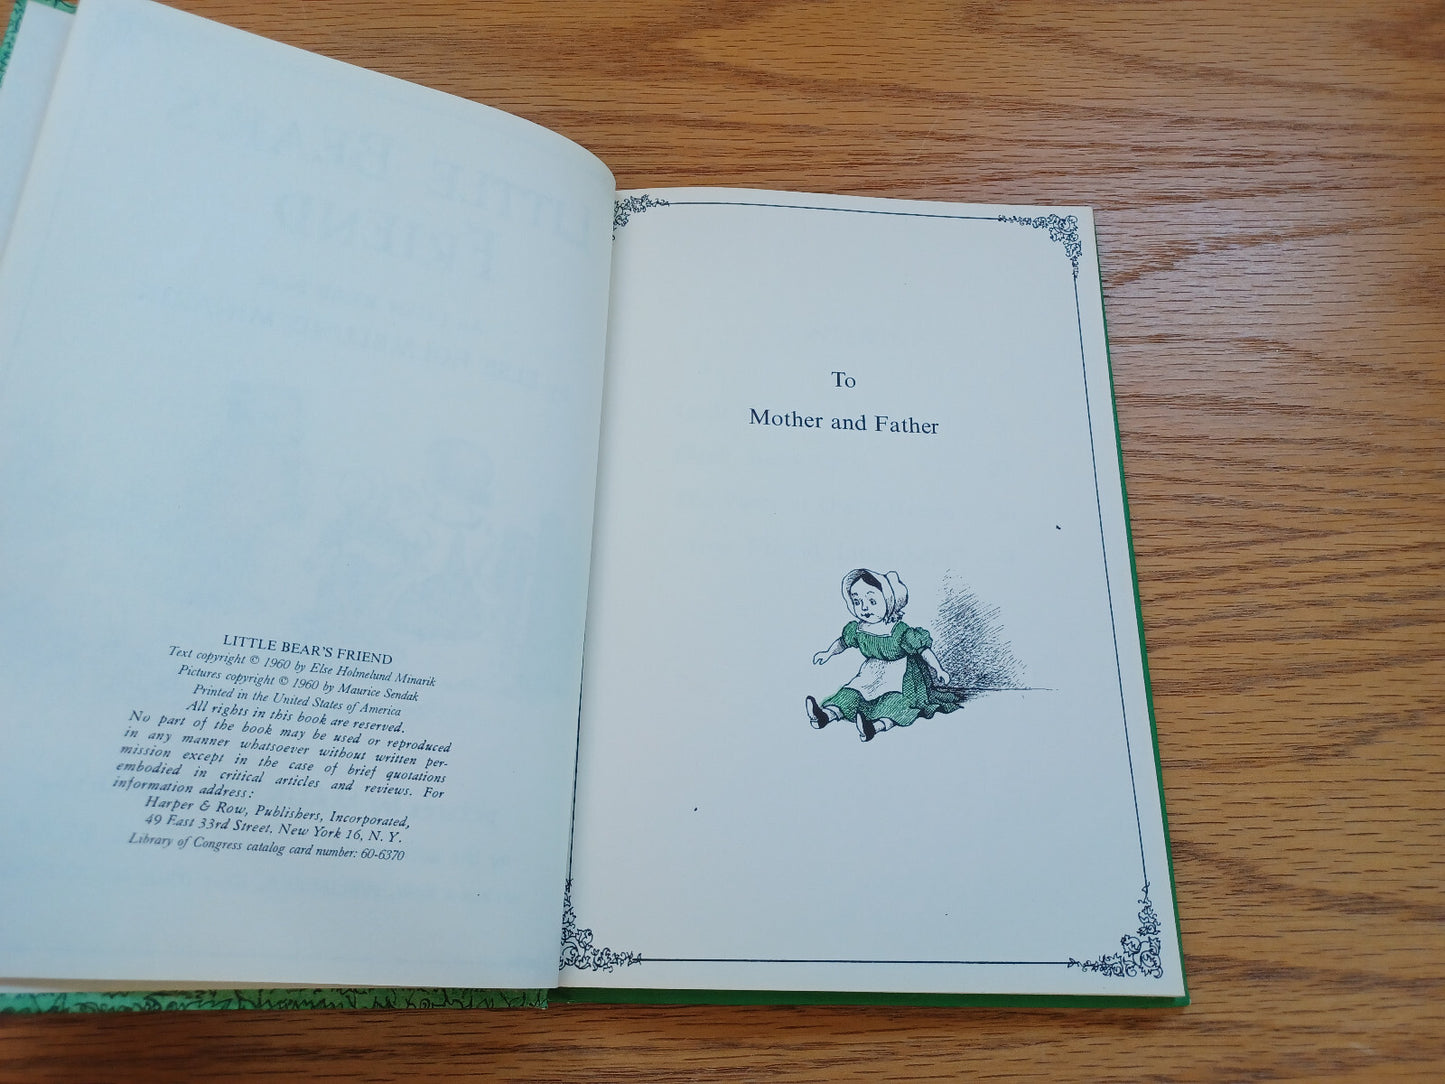 LITTLE BEAR'S FRIEND
Text copyright © 1960 by Else Holmelund Minarik
Pictures copyright © 1960 by Maurice Sendak
Printed in the United States of America
All rights in this book are reserved.
No part of the book may be used or reproduced
in any manner whatsoever without written per-
mission except in the case of brief quotations
embodied in critical articles and reviews. For
information address:
Harper & Row, Publishers, Incorporated,
49 East 33rd Street, New York 16, N. Y.
Library of Congress catalog card number: 60-6370
To
Mother and Father